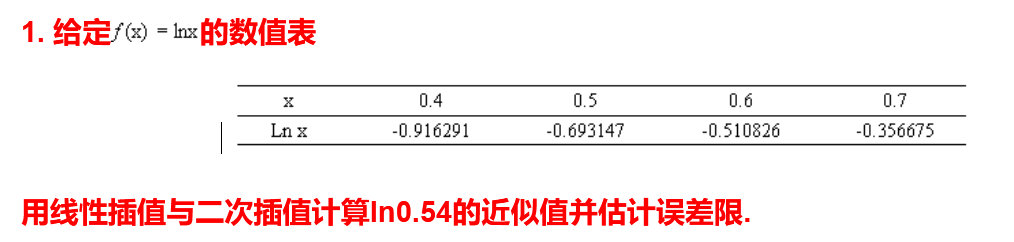 1. 给定f(x) = lnx的数值表
x 0.4 0.5 0.6 0.7
Ln x -0.916291 -0.693147 -0.510826 -0.356675
用线性插值与二次插值计算ln0.54的近似值并估计误差限.